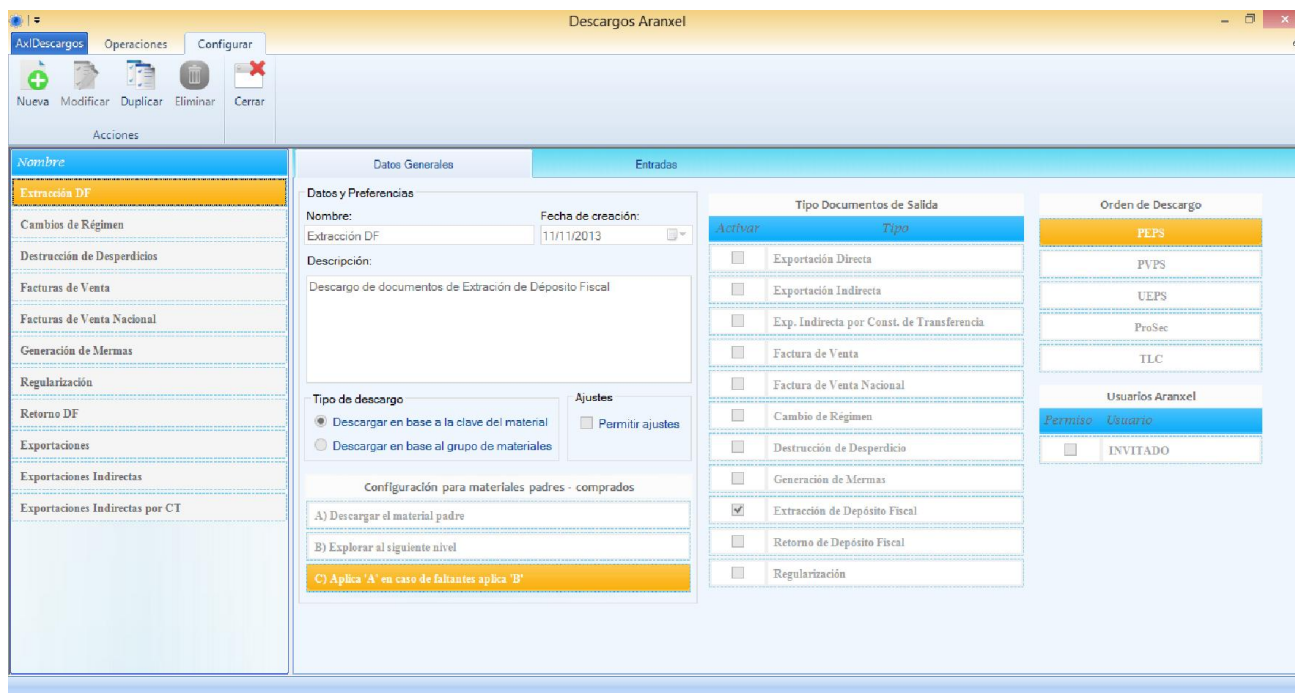 Descargos Aranxel
AxlDescargos Operaciones Configurar
Nueva Modificar Duplicar Eliminar Cerrar
Acciones
Nombre
Extracción DF
Cambios de Régimen
Destrucción de Desperdicios
Facturas de Venta
Facturas de Venta Nacional
Generación de Mermas
Regularización
Retorno DF
Exportaciones
Exportaciones Indirectas
Exportaciones Indirectas por CT
Datos Generales Entradas
Datos y Preferencias
Nombre: Fecha de creación:
Extracción DF 11/11/2013
Descripción:
Descargo de documentos de Extración de Déposito Fiscal
Tipo de descargo
Descargar en base a la clave del material
Descargar en base al grupo de materiales
Ajustes
Permitir ajustes
Configuración para materiales padres - comprados
A) Descargar el material padre
B) Explorar al siguiente nivel
C) Aplica 'A' en caso de faltantes aplica 'B'
Tipo Documentos de Salida
Activar Tipo
Exportación Directa
Exportación Indirecta
Exp. Indirecta por Const. de Transferencia
Factura de Venta
Factura de Venta Nacional
Cambio de Régimen
Destrucción de Desperdicio
Generación de Mermas
Extracción de Depósito Fiscal
Retorno de Depósito Fiscal
Regularización
Orden de Descargo
PEPS
PVPS
UEPS
ProSec
TLC
Usuarios Aranxel
Permiso Usuario
INVITADO